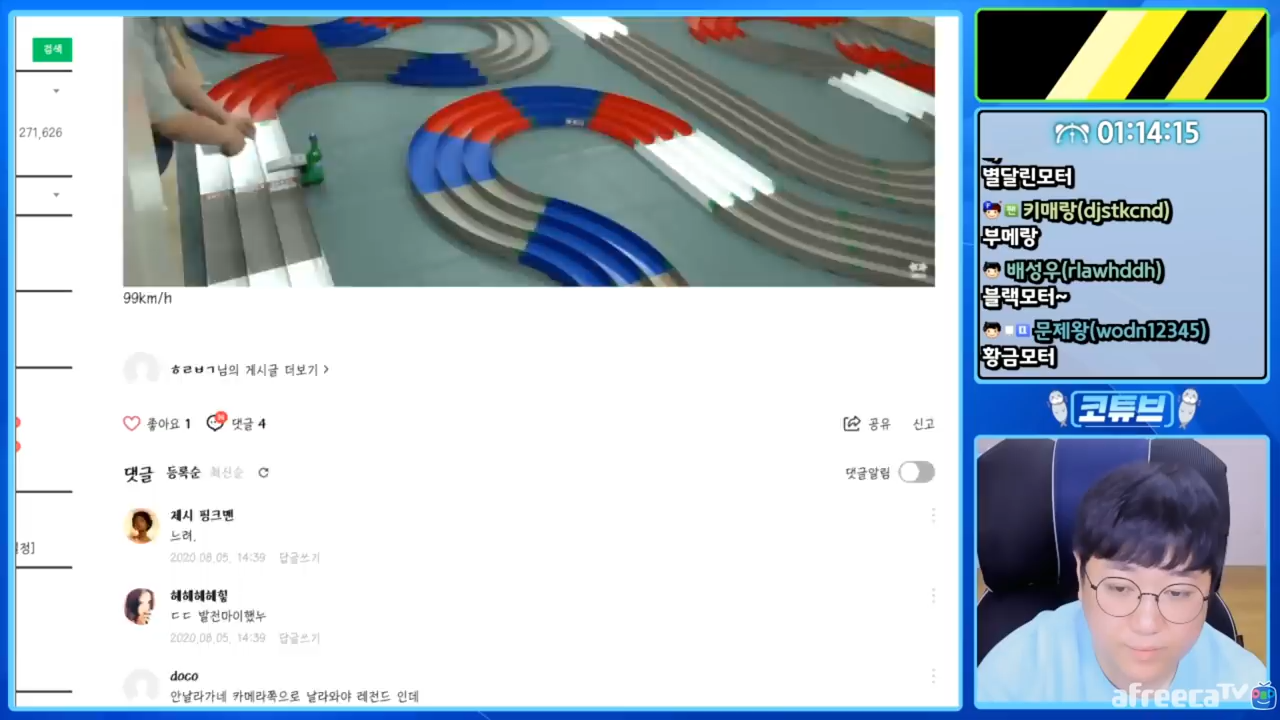 검색
271,626
정]
99km/h
ㅎㄹㅂㄱ님의 게시글 더보기 >
좋아요 1 댓글 4
공유 신고
댓글 등록순 최신순
댓글알림
제시 핑크맨
느려.
2020.08.05. 14:39 답글쓰기
헤헤헤헤헿
ㄷㄷ 발전마이했누
2020.08.05. 14:39 답글쓰기
doco
안날라가네 카메라쪽으로 날라와야 레전드 인데
01:14:15
별달린모터
키매랑(djstkcnd)
부메랑
배성우(rlawhddh)
블랙모터~
문제왕(wodn12345)
황금모터
코튜브
afreecaTV